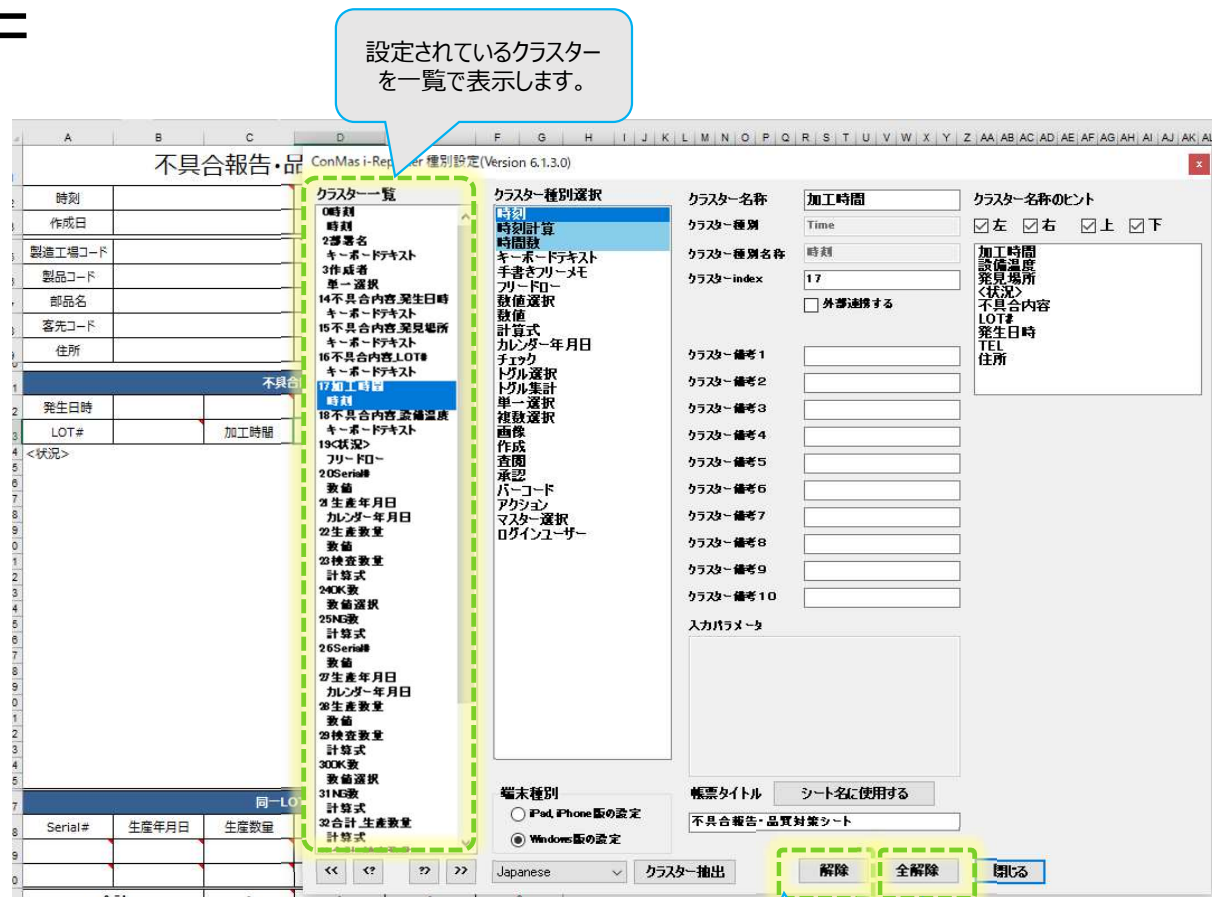 設定されているクラスター
を一覧で表示します。
A B C D F G H I J K L M N O P Q R S T U V W X Y Z AA AB AC AD AE AF AG AH AI AJ AK AL
不具合報告・品
ConMas i-Reporter 種別設定(Version 6.1.3.0)
時刻
作成日
製造工場コード
製品コード
部品名
客先コード
住所
不具合
発生日時
LOT#
加工時間
<状況>
同一LO
Serial#
生産年月日
生産数量
クラスター一覧
0時刻
時刻
2部署名
キーボードテキスト
3作成者
単一選択
14不具合内容_発生日時
キーボードテキスト
15不具合内容_発見場所
キーボードテキスト
16不具合内容_LOT#
キーボードテキスト
17加工時間
時刻
18不具合内容_設備温度
キーボードテキスト
19<状況>
フリードロー
20Serial#
数値
21生産年月日
カレンダー年月日
22生産数量
数値
23検査数量
計算式
24OK数
数値選択
25NG数
計算式
26Serial#
数値
27生産年月日
カレンダー年月日
28生産数量
数値
29検査数量
計算式
30OK数
数値選択
31NG数
計算式
32合計_生産数量
計算式
<< <? ?> >>
クラスター種別選択
時刻
時刻計算
時間数
キーボードテキスト
手書きフリーメモ
フリードロー
数値選択
数値
計算式
カレンダー年月日
チェック
トグル選択
トグル集計
単一選択
複数選択
画像
作成
査閲
承認
バーコード
アクション
マスター選択
ログインユーザー
端末種別
iPad, iPhone版の設定
Windows版の設定
Japanese
クラスター抽出
クラスター名称 加工時間
クラスター種別 Time
クラスター種別名称 時刻
クラスターindex 17
外部連携する
クラスター備考1
クラスター備考2
クラスター備考3
クラスター備考4
クラスター備考5
クラスター備考6
クラスター備考7
クラスター備考8
クラスター備考9
クラスター備考10
入力パラメータ
帳票タイトル
シート名に使用する
不具合報告・品質対策シート
解除
全解除
閉じる
クラスター名称のヒント
左 右 上 下
加工時間
設備温度
発見場所
<状況>
不具合内容
LOT#
発生日時
TEL
住所